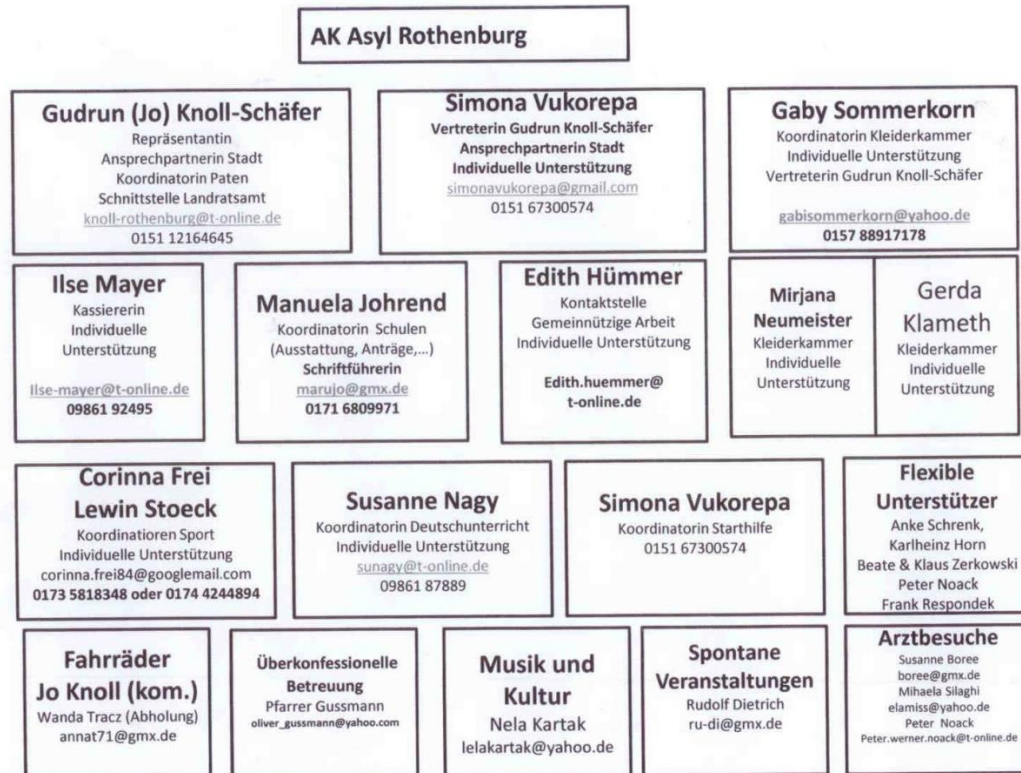 AK Asyl Rothenburg
Gudrun (Jo) Knoll-Schäfer
Repräsentantin
Ansprechpartnerin Stadt
Koordinatorin Paten
Schnittstelle Landratsamt
knoll-rothenburg@t-online.de
0151 12164645
Simona Vukorepa
Vertreterin Gudrun Knoll-Schäfer
Ansprechpartnerin Stadt
Individuelle Unterstützung
simonavukorepa@gmail.com
0151 67300574
Gaby Sommerkorn
Koordinatorin Kleiderkammer
Individuelle Unterstützung
Vertreterin Gudrun Knoll-Schäfer
gabisommerkorn@yahoo.de
0157 88917178
Ilse Mayer
Kassiererin
Individuelle
Unterstützung
Ilse-mayer@t-online.de
09861 92495
Manuela Johrend
Koordinatorin Schulen
(Ausstattung, Anträge,...)
Schriftführerin
marujo@gmx.de
0171 6809971
Edith Hümmer
Kontaktstelle
Gemeinnützige Arbeit
Individuelle Unterstützung
Edith.huemmer@
t-online.de
Mirjana
Neumeister
Kleiderkammer
Individuelle
Unterstützung
Gerda
Klameth
Kleiderkammer
Individuelle
Unterstützung
Corinna Frei
Lewin Stoeck
Koordinatioren Sport
Individuelle Unterstützung
corinna.frei84@googlemail.com
0173 5818348 oder 0174 4244894
Susanne Nagy
Koordinatorin Deutschunterricht
Individuelle Unterstützung
sunagy@t-online.de
09861 87889
Simona Vukorepa
Koordinatorin Starthilfe
0151 67300574
Flexible
Unterstützer
Anke Schrenk,
Karlheinz Horn
Beate & Klaus Zerkowski
Peter Noack
Frank Respondek
Fahrräder
Jo Knoll (kom.)
Wanda Tracz (Abholung)
annat71@gmx.de
Überkonfessionelle
Betreuung
Pfarrer Gussmann
oliver_gussmann@yahoo.com
Musik und
Kultur
Nela Kartak
lelakartak@yahoo.de
Spontane
Veranstaltungen
Rudolf Dietrich
ru-di@gmx.de
Arztbesuche
Susanne Boree
boree@gmx.de
Mihaela Silaghi
elamiss@yahoo.de
Peter Noack
Peter.werner.noack@t-online.de